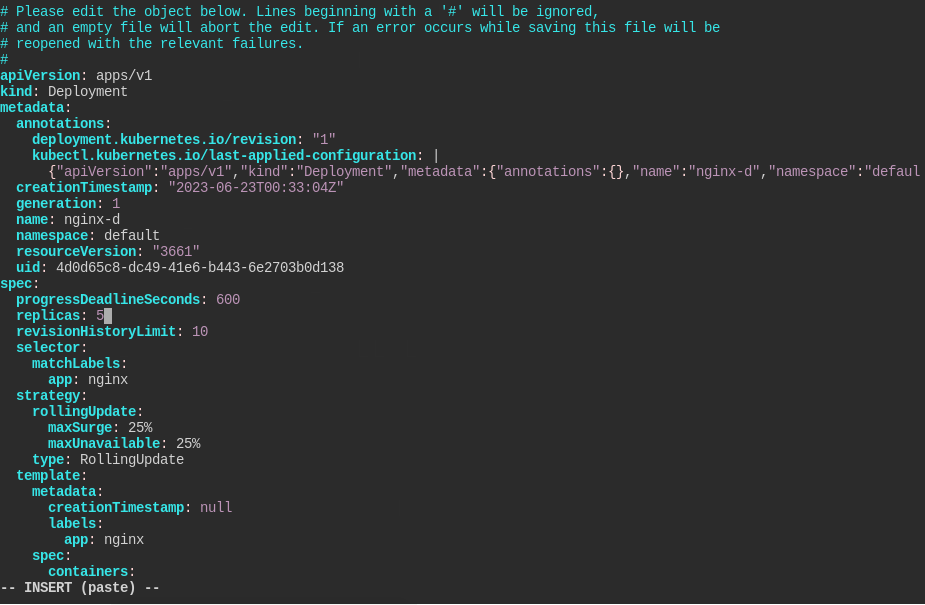 # Please edit the object below. Lines beginning with a '#' will be ignored,
# and an empty file will abort the edit. If an error occurs while saving this file will be
# reopened with the relevant failures.
#
apiVersion: apps/v1
kind: Deployment
metadata:
  annotations:
    deployment.kubernetes.io/revision: "1"
    kubectl.kubernetes.io/last-applied-configuration: |
      {"apiVersion":"apps/v1","kind":"Deployment","metadata":{"annotations":{},"name":"nginx-d","namespace":"defaul
  creationTimestamp: "2023-06-23T00:33:04Z"
  generation: 1
  name: nginx-d
  namespace: default
  resourceVersion: "3661"
  uid: 4d0d65c8-dc49-41e6-b443-6e2703b0d138
spec:
  progressDeadlineSeconds: 600
  replicas: 5
  revisionHistoryLimit: 10
  selector:
    matchLabels:
      app: nginx
  strategy:
    rollingUpdate:
      maxSurge: 25%
      maxUnavailable: 25%
    type: RollingUpdate
  template:
    metadata:
      creationTimestamp: null
      labels:
        app: nginx
    spec:
      containers:
-- INSERT (paste) --